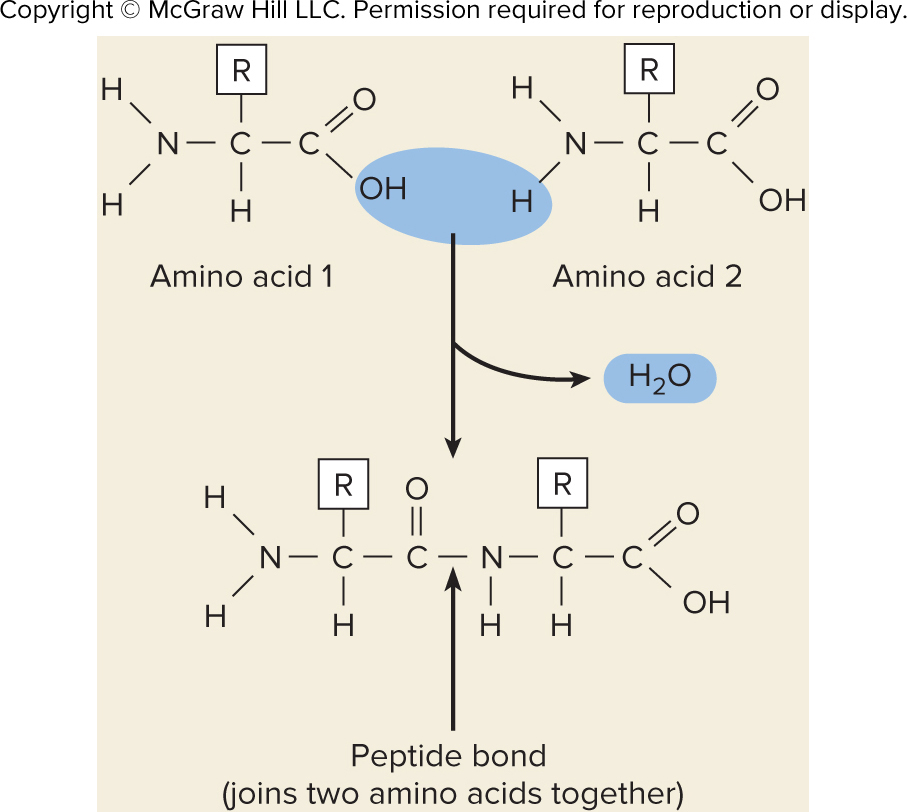 Copyright © McGraw Hill LLC. Permission required for reproduction or display.
R R
H O H O
N C C N C C
H H OH H H OH
Amino acid 1 Amino acid 2
H₂O
R O R
H O
N C C N C C
H H H H OH
Peptide bond
(joins two amino acids together)